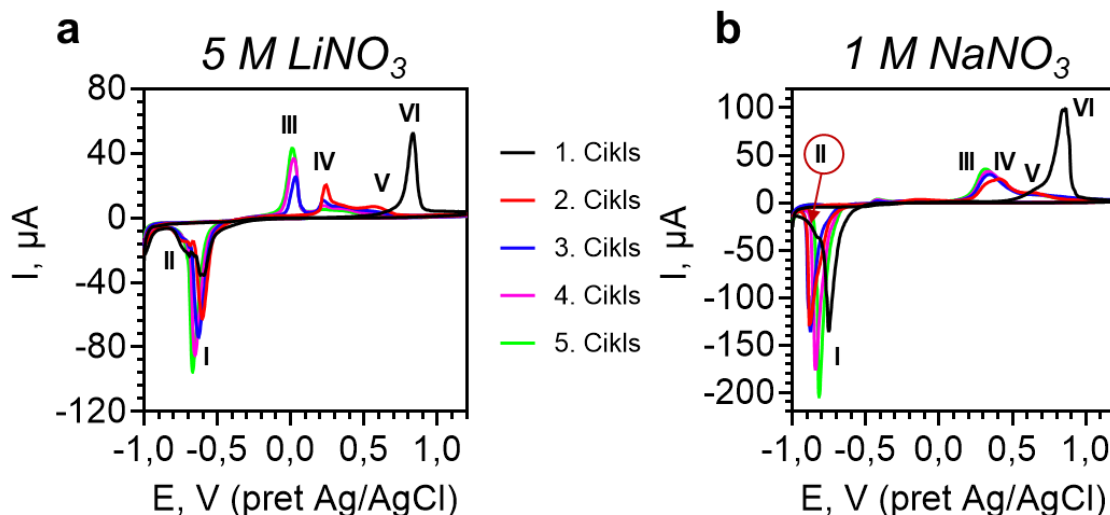 a
5 M LiNO3
80
40
0
-40
-80
-120
I, µA
III
IV
V
VI
II
I
-1,0 -0,5 0,0 0,5 1,0
E, V (pret Ag/AgCl)
1. Cikls
2. Cikls
3. Cikls
4. Cikls
5. Cikls
b
1 M NaNO3
100
50
0
-50
-100
-150
-200
I, µA
II
III
IV
V
VI
I
-1,0 -0,5 0,0 0,5 1,0
E, V (pret Ag/AgCl)